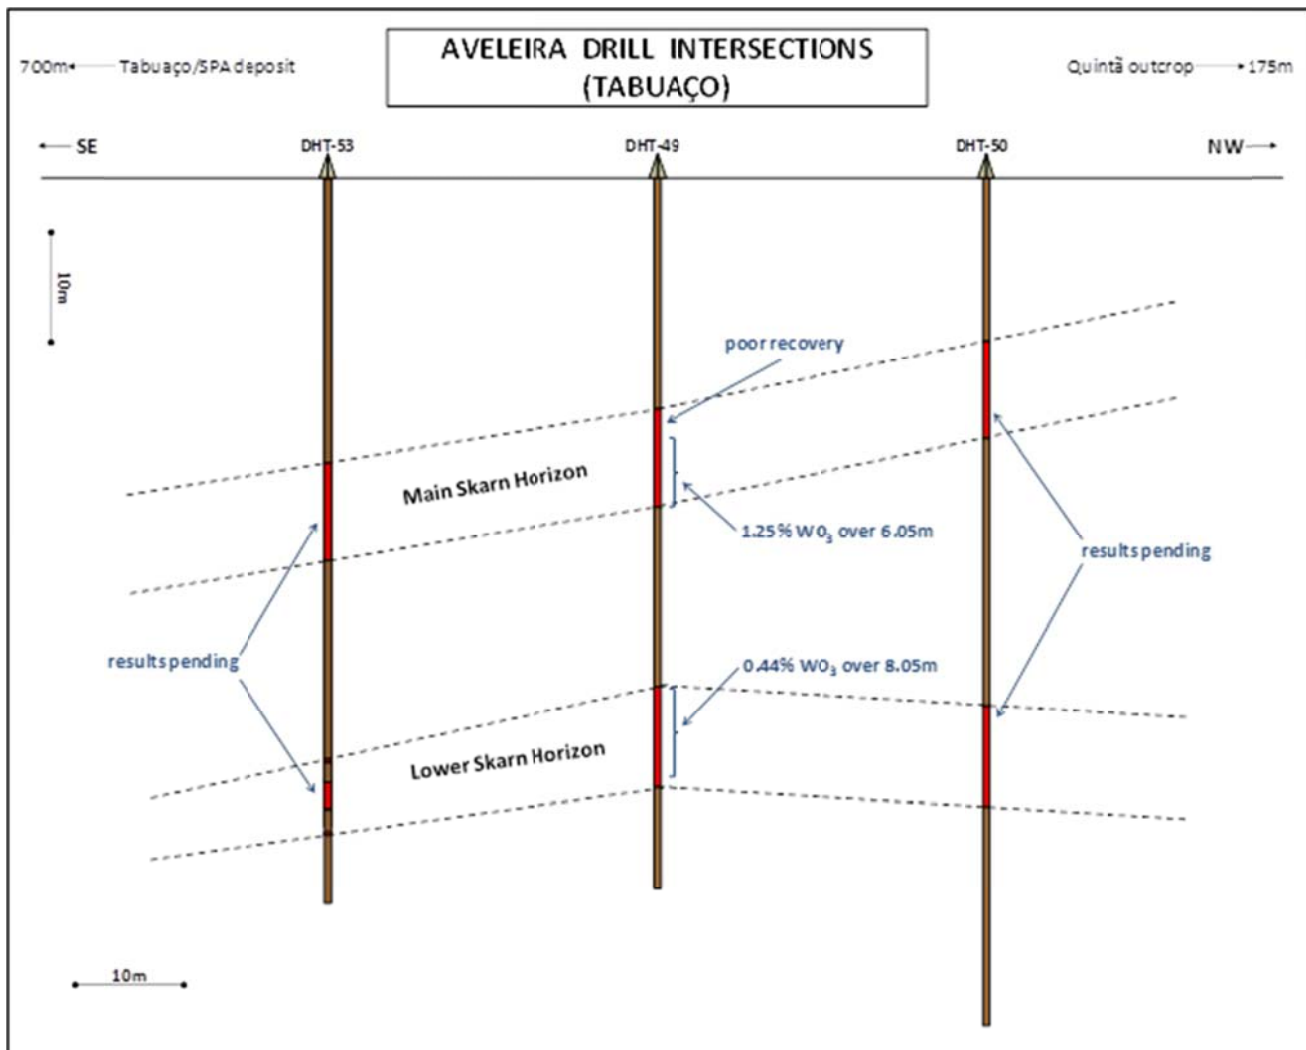 AVELEIRA DRILL INTERSECTIONS
(TABUAÇO)
700m Tabuaço/SPA deposit
Quintã outcrop 175m
SE
DHT-53
DHT-49
DHT-50
NW
10m
poor recovery
Main Skarn Horizon
1.25% WO₃ over 6.05m
results pending
results pending
0.44% WO₃ over 8.05m
Lower Skarn Horizon
10m